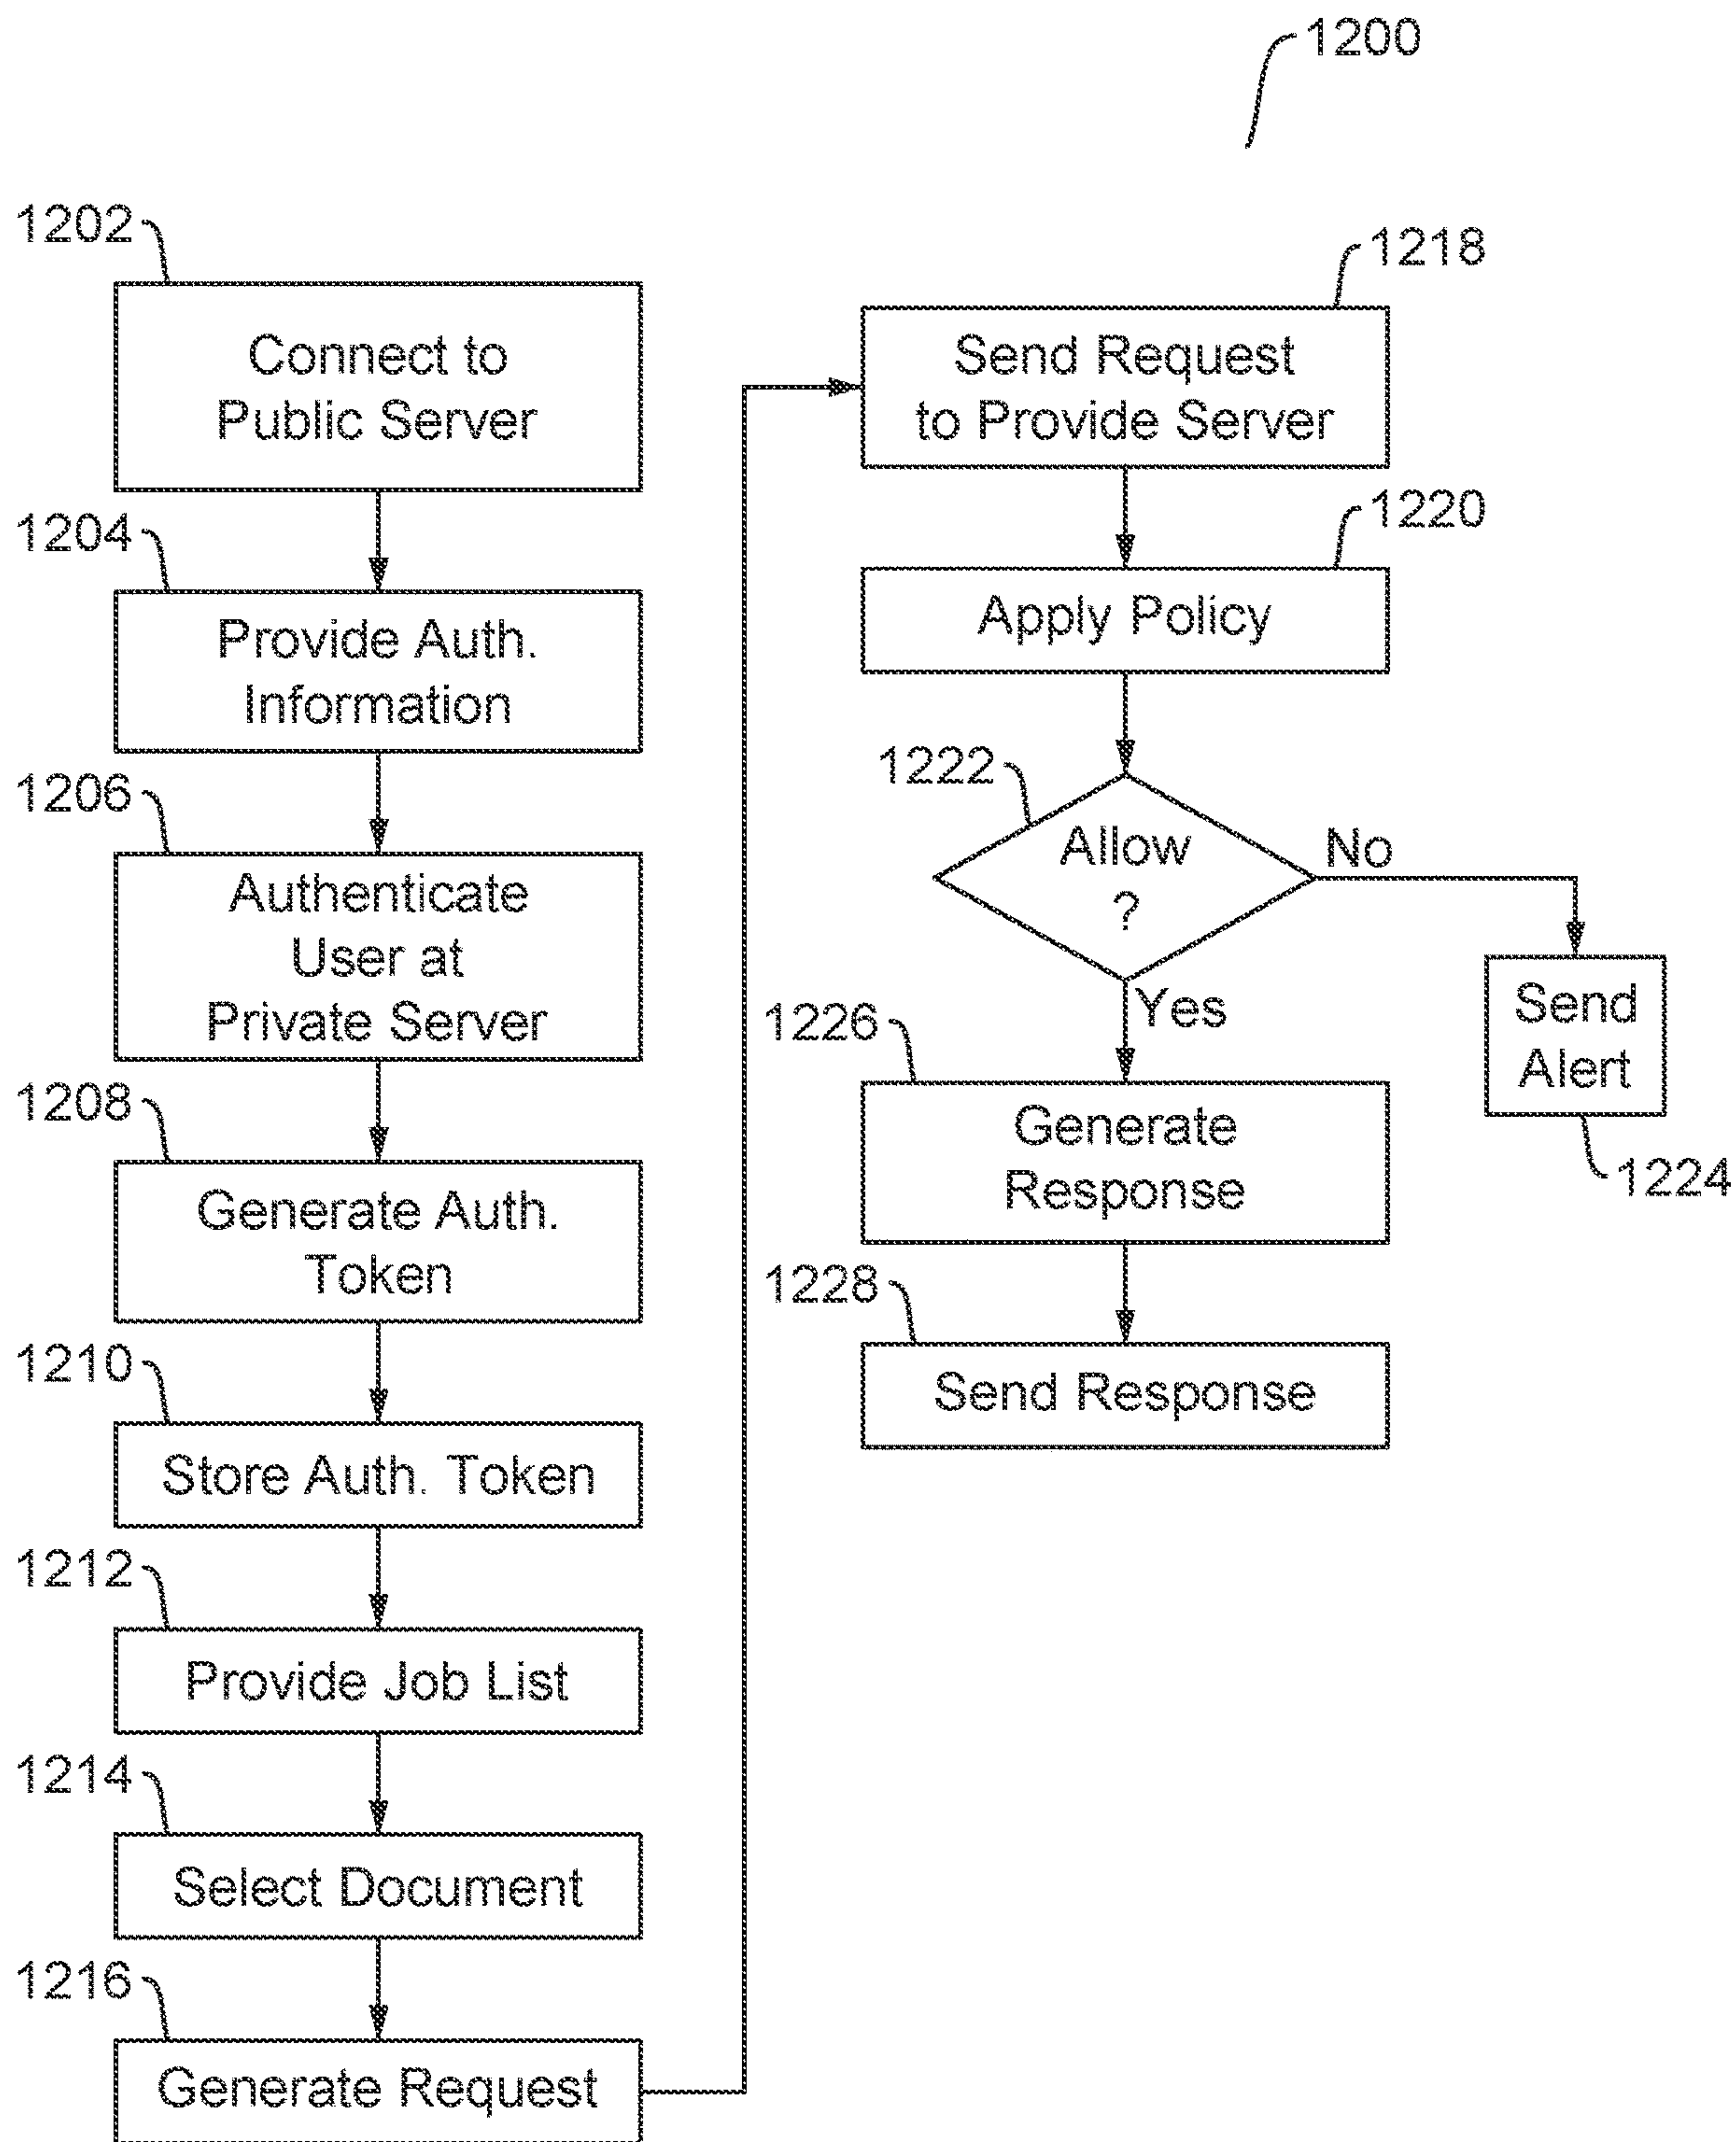 1200
1202
Connect to
Public Server
1204
Provide Auth.
Information
1206
Authenticate
User at
Private Server
1208
Generate Auth.
Token
1210
Store Auth. Token
1212
Provide Job List
1214
Select Document
1216
Generate Request
1218
Send Request
to Provide Server
1220
Apply Policy
1222
Allow
?
No
Yes
Send
Alert
1224
1226
Generate
Response
1228
Send Response